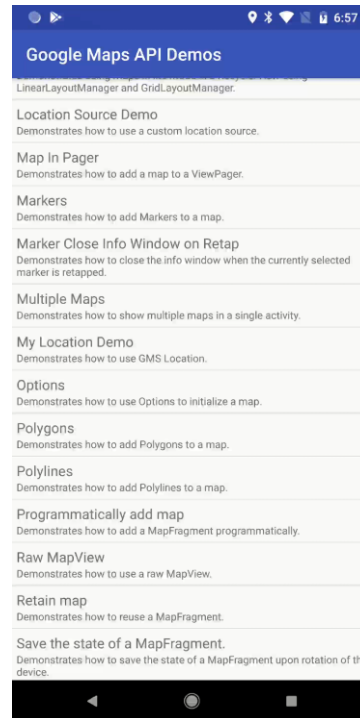 6:57
Google Maps API Demos
LinearLayoutManager and GridLayoutManager.
Location Source Demo
Demonstrates how to use a custom location source.
Map In Pager
Demonstrates how to add a map to a ViewPager.
Markers
Demonstrates how to add Markers to a map.
Marker Close Info Window on Retap
Demonstrates how to close the info window when the currently selected
marker is retapped.
Multiple Maps
Demonstrates how to show multiple maps in a single activity.
My Location Demo
Demonstrates how to use GMS Location.
Options
Demonstrates how to use Options to initialize a map.
Polygons
Demonstrates how to add Polygons to a map.
Polylines
Demonstrates how to add Polylines to a map.
Programmatically add map
Demonstrates how to add a MapFragment programmatically.
Raw MapView
Demonstrates how to use a raw MapView.
Retain map
Demonstrates how to reuse a MapFragment.
Save the state of a MapFragment.
Demonstrates how to save the state of a MapFragment upon rotation of th
device.